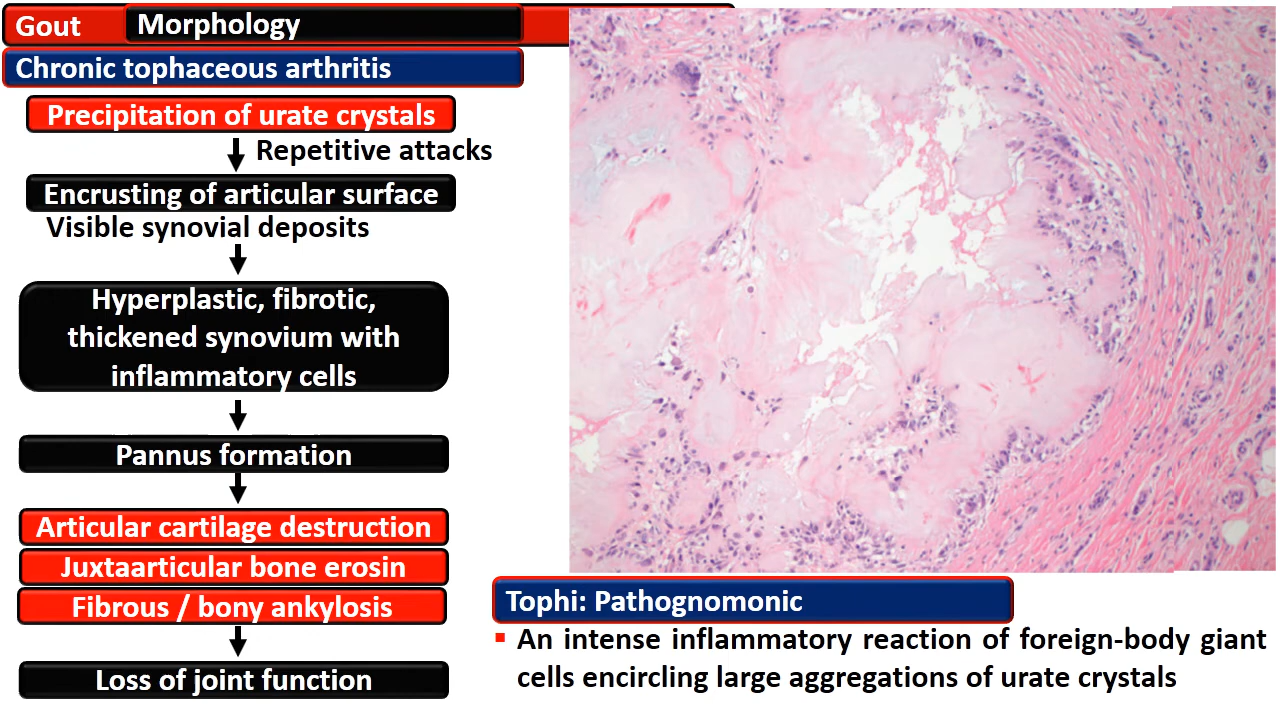 Gout
Morphology
Chronic tophaceous arthritis
Precipitation of urate crystals
Repetitive attacks
Encrusting of articular surface
Visible synovial deposits
Hyperplastic, fibrotic,
thickened synovium with
inflammatory cells
Pannus formation
Articular cartilage destruction
Juxtaarticular bone erosin
Fibrous / bony ankylosis
Loss of joint function
Tophi: Pathognomonic
▪ An intense inflammatory reaction of foreign-body giant
cells encircling large aggregations of urate crystals